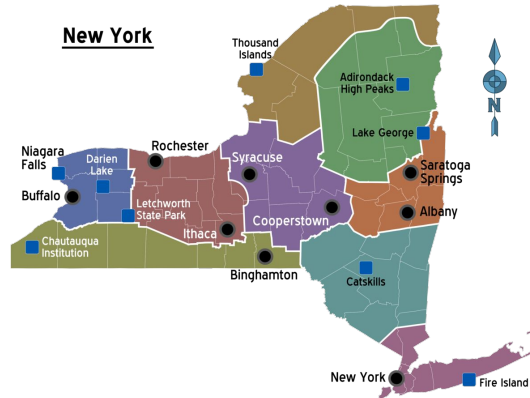 New York
Thousand
Islands
Adirondack
High Peaks
N
Lake George
Niagara
Falls
Darien
Lake
Rochester
Syracuse
Saratoga
Springs
Buffalo
Letchworth
State Park
Cooperstown
Albany
Ithaca
Chautauqua
Institution
Binghamton
Catskills
New York
Fire Island